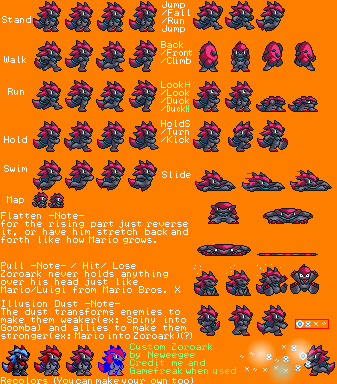 Stand
Jump
/Fall
/Run
Jump
Walk
Back
/Front
/Climb
Run
LookH
/Look
/Duck
/DuckH
Hold
HoldS
/Turn
/Kick
Swim
Slide
Map
Flatten -Note-
for the rising part just reverse
it, or have him stretch back and
forth like how Mario grows.
Pull -Note- / Hit/ Lose
Zoroark never holds anything
over his head just like
Mario/Luigi from Mario Bros. X
Illusion Dust -Note-
The dust transforms enemies to
make them weaker(ex: Spiny into
Goomba) and allies to make them
stronger(ex: Mario into Zoroark)(?)
Custom Zoroark
by Neweegee
Credit me and
Gamefreak when used
Recolors (You can make your own too)